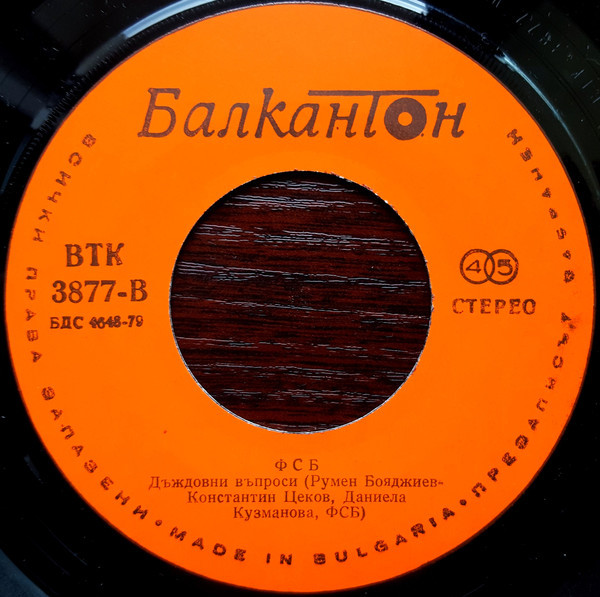 Балкантон
ВТК
3877-В
БДС 4648-79
45
СТЕРЕО
ФСБ
Дъждовни въпроси (Румен Бояджиев-
Константин Цеков, Даниела
Кузманова, ФСБ)
ВСИЧКИ ПРАВА ЗАПАЗЕНИ • MADE IN BULGARIA • ПРЕЗАПИСЪТ ЗАБРАНЕН